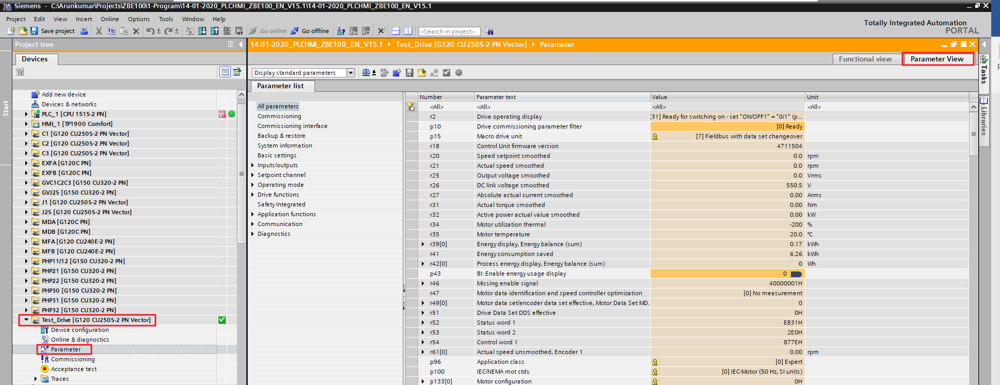 Siemens - C:\Arunkumar\Projects\ZBE100\1-Program\14-01-2020_PLCHMI_ZBE100_EN_V15.1\14-01-2020_PLCHMI_ZBE100_EN_V15.1
Project Edit View Insert Online Options Tools Window Help
Save project Go online Go offline <Search in project>
Totally Integrated Automation
PORTAL
Project tree
Devices
Start
Add new device
Devices & networks
PLC_1 [CPU 1515-2 PN]
HMI_1 [TP1900 Comfort]
C1 [G120 CU250S-2 PN Vector]
C2 [G120 CU250S-2 PN Vector]
C3 [G120 CU250S-2 PN Vector]
EXFA [G120C PN]
EXFB [G120C PN]
GVC1C2C3 [G150 CU320-2 PN]
GVJ2S [G150 CU320-2 PN]
J1 [G120 CU250S-2 PN Vector]
J2S [G120 CU250S-2 PN Vector]
MDA [G120C PN]
MDB [G120C PN]
MFA [G120 CU240E-2 PN]
MFB [G120 CU240E-2 PN]
PHP11/12 [G150 CU320-2 PN]
PHP21 [G150 CU320-2 PN]
PHP22 [G150 CU320-2 PN]
PHP30 [G150 CU320-2 PN]
PHP31 [G150 CU320-2 PN]
PHP32 [G150 CU320-2 PN]
Test_Drive [G120 CU250S-2 PN Vector]
Device configuration
Online & diagnostics
Parameter
Commissioning
Acceptance test
Traces
14-01-2020_PLCHMI_ZBE100_EN_V15.1 Test_Drive [G120 CU250S-2 PN Vector] Parameter
Functional view Parameter View
Display standard parameters
Parameter list
All parameters
Commissioning
Commissioning interface
Backup & restore
System information
Basic settings
Inputs/outputs
Setpoint channel
Operating mode
Drive functions
Safety Integrated
Application functions
Communication
Diagnostics
Number Parameter text Value Unit
<All> <All> <All> <All>
r2 Drive operating display [31] Ready for switching on - set "ON/OFF1" = "0/1" (p...
p10 Drive commissioning parameter filter [0] Ready
p15 Macro drive unit [7] Fieldbus with data set changeover
r18 Control Unit firmware version 4711504
r20 Speed setpoint smoothed 0.0 rpm
r21 Actual speed smoothed 0.0 rpm
r25 Output voltage smoothed 0.0 Vrms
r26 DC link voltage smoothed 550.5 V
r27 Absolute actual current smoothed 0.00 Arms
r31 Actual torque smoothed 0.00 Nm
r32 Active power actual value smoothed 0.00 kW
r34 Motor utilization thermal -200 %
r35 Motor temperature 20.0 °C
r39[0] Energy display, Energy balance (sum) 0.17 kWh
r41 Energy consumption saved 6.26 kWh
r42[0] Process energy display, Energy balance (sum) 0 Wh
p43 BI: Enable energy usage display 0
r46 Missing enable signal 40000001H
r47 Motor data identification and speed controller optimization [0] No measurement
r49[0] Motor data set/encoder data set effective, Motor Data Set MD... 0
r51 Drive Data Set DDS effective 0H
r52 Status word 1 EB31H
r53 Status word 2 2E0H
r54 Control word 1 877EH
r61[0] Actual speed unsmoothed, Encoder 1 0.00 rpm
p96 Application class [0] Expert
p100 IEC/NEMA mot stds [0] IEC-Motor (50 Hz, SI units)
p133[0] Motor configuration 0H
Tasks
Libraries